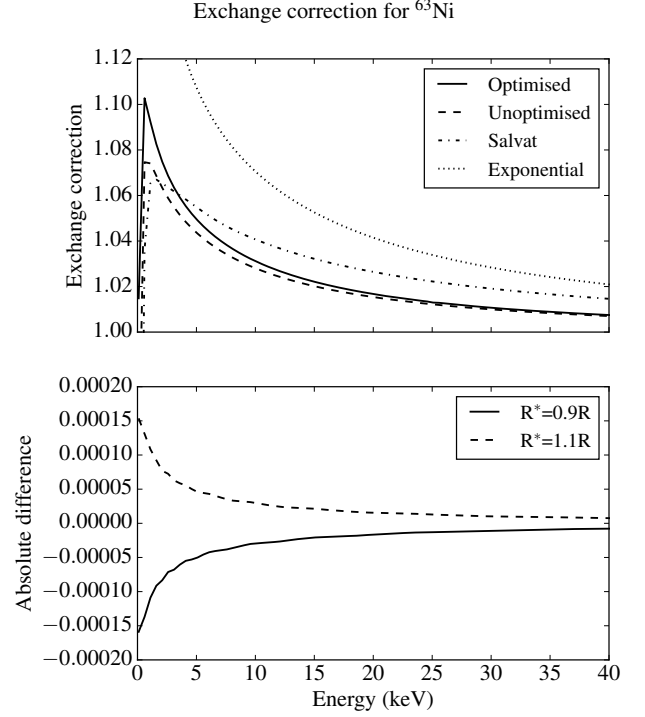 Exchange correction for ⁶³Ni
1.12
1.10
1.08
1.06
1.04
1.02
1.00
Exchange correction
Optimised
Unoptimised
Salvat
Exponential
0.00020
0.00015
0.00010
0.00005
0.00000
−0.00005
−0.00010
−0.00015
−0.00020
Absolute difference
R*=0.9R
R*=1.1R
0 5 10 15 20 25 30 35 40
Energy (keV)